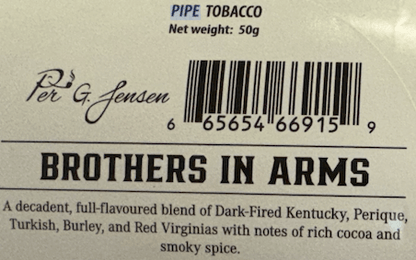 PIPE TOBACCO
Net weight: 50g
Per G. Jensen
6 65654 66915 9
BROTHERS IN ARMS
A decadent, full-flavoured blend of Dark-Fired Kentucky, Perique,
Turkish, Burley, and Red Virginias with notes of rich cocoa and
smoky spice.